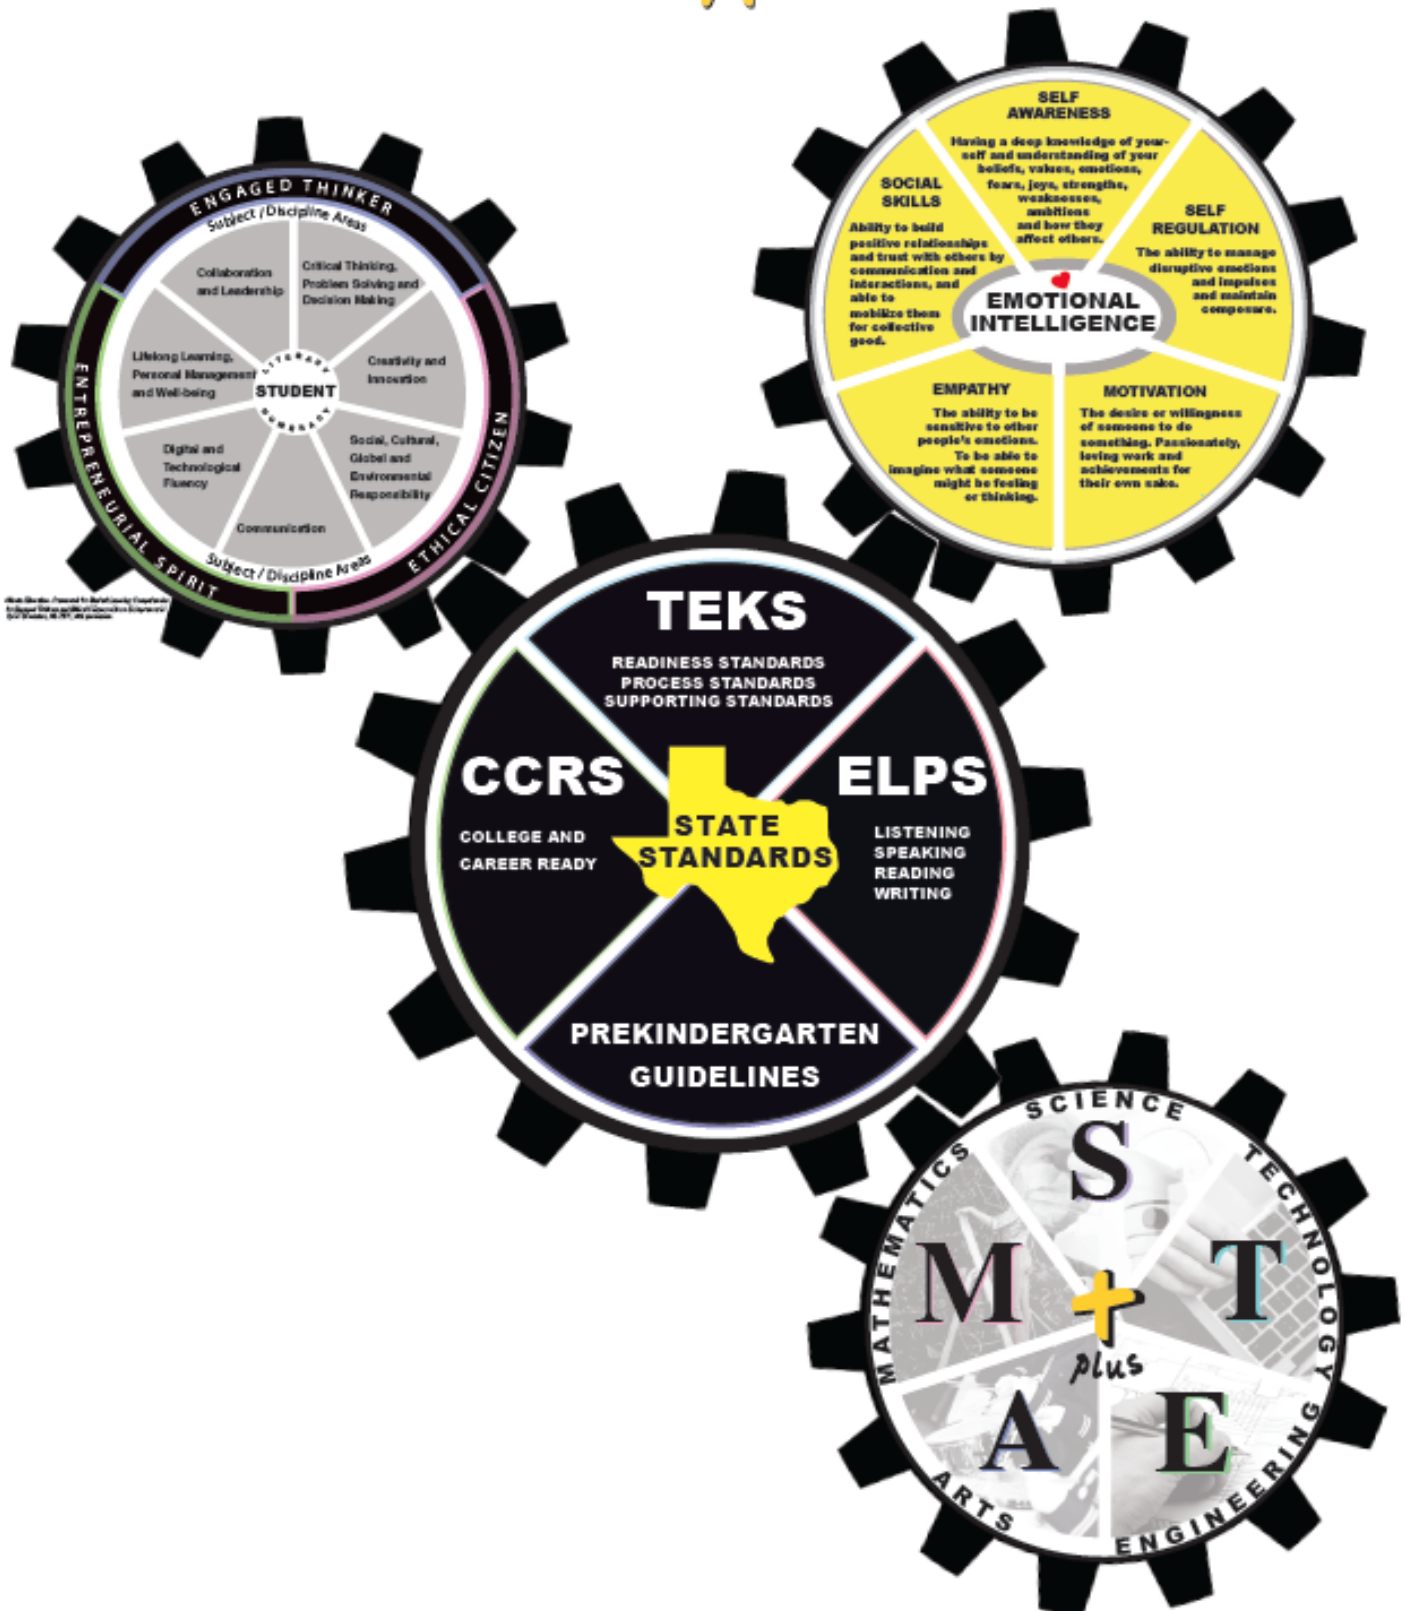 ENGAGED THINKER
Subject / Discipline Areas
Collaboration
and Leadership
Critical Thinking,
Problem Solving and
Decision Making
Lifelong Learning,
Personal Management
and Well-being
LITERACY
STUDENT
NUMERACY
Creativity and
Innovation
Digital and
Technological
Fluency
Social, Cultural,
Global and
Environmental
Responsibility
Communication
Subject / Discipline Areas
ENTREPRENEURIAL SPIRIT
ETHICAL CITIZEN
SELF
AWARENESS
Having a deep knowledge of your-
self and understanding of your
beliefs, values, emotions,
fears, joys, strengths,
weaknesses,
ambitions
and how they
affect others.
SOCIAL
SKILLS
Ability to build
positive relationships
and trust with others by
communication and
interactions, and
able to
mobilize them
for collective
good.
SELF
REGULATION
The ability to manage
disruptive emotions
and impulses
and maintain
composure.
EMOTIONAL
INTELLIGENCE
EMPATHY
The ability to be
sensitive to other
people's emotions.
To be able to
imagine what someone
might be feeling
or thinking.
MOTIVATION
The desire or willingness
of someone to do
something. Passionately,
loving work and
achievements for
their own sake.
TEKS
READINESS STANDARDS
PROCESS STANDARDS
SUPPORTING STANDARDS
CCRS
COLLEGE AND
CAREER READY
STATE
STANDARDS
ELPS
LISTENING
SPEAKING
READING
WRITING
PREKINDERGARTEN
GUIDELINES
SCIENCE
S
TECHNOLOGY
T
ENGINEERING
E
ARTS
A
MATHEMATICS
M
+
plus